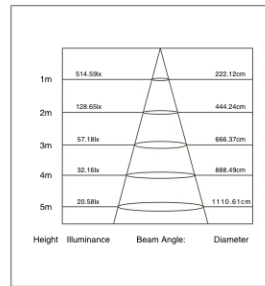 1m 514.59lx 222.12cm
2m 128.65lx 444.24cm
3m 57.18lx 666.37cm
4m 32.16lx 888.49cm
5m 20.58lx 1110.61cm
Height Illuminance Beam Angle: Diameter